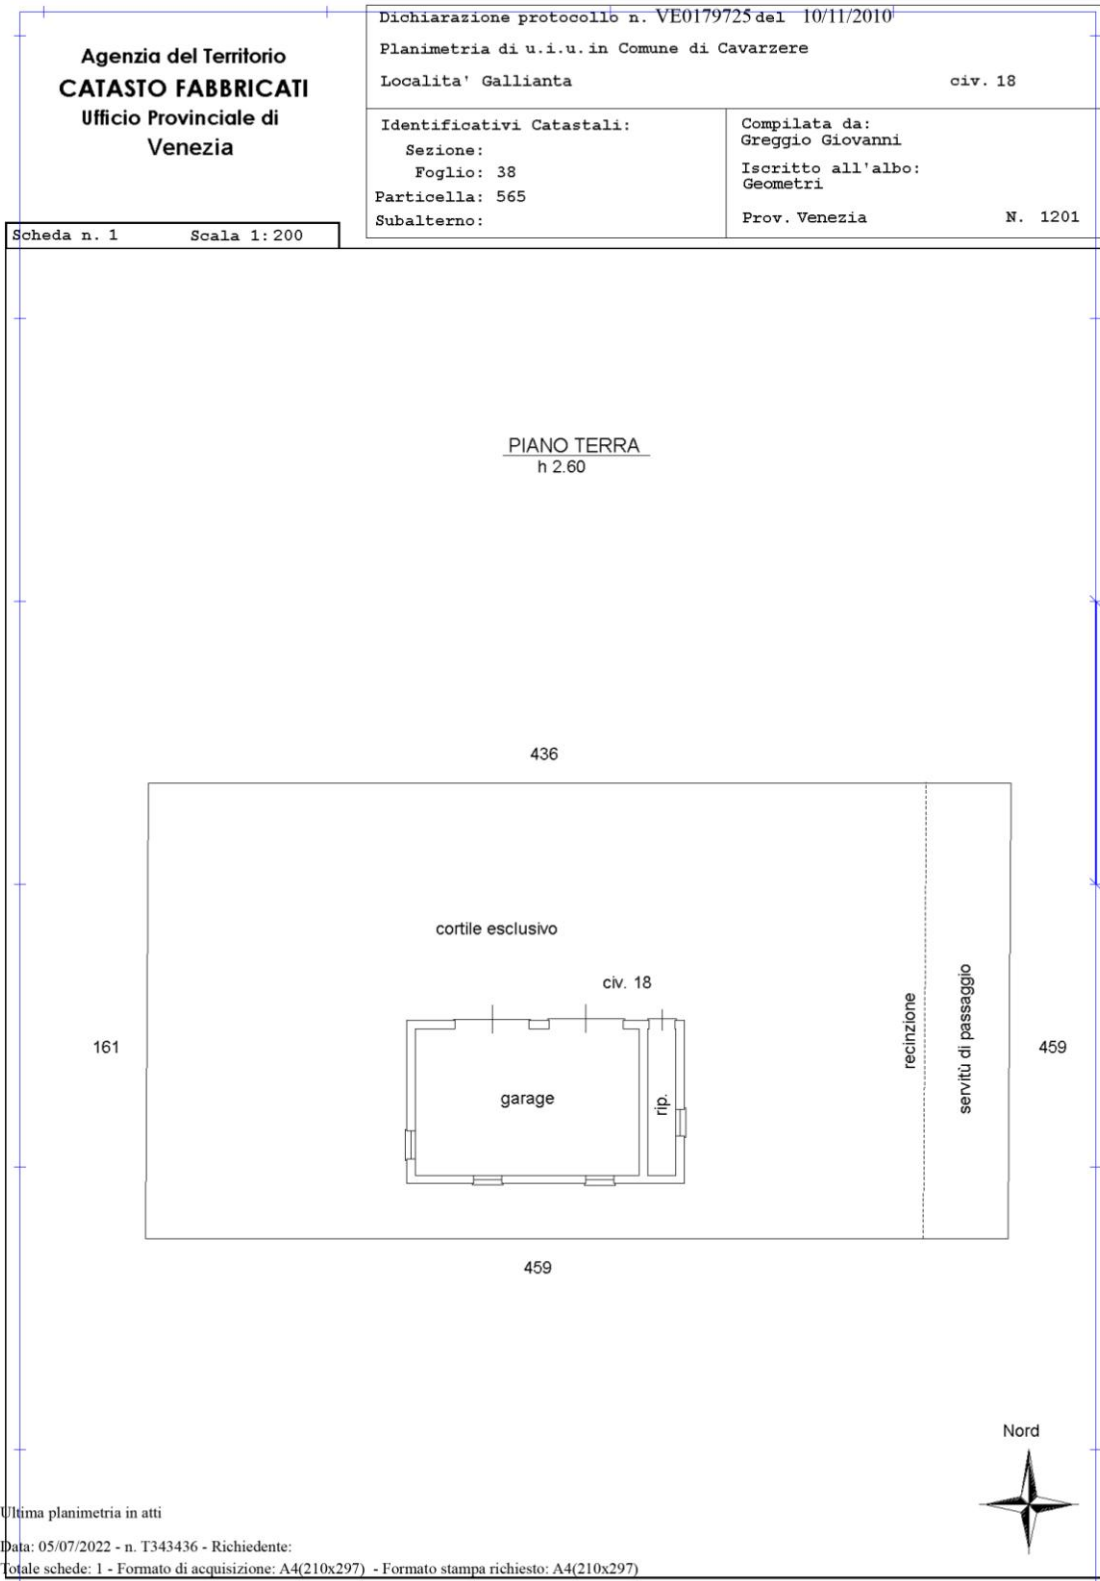 Agenzia del Territorio
CATASTO FABBRICATI
Ufficio Provinciale di
Venezia
Dichiarazione protocollo n. VE0179725 del 10/11/2010
Planimetria di u.i.u. in Comune di Cavarzere
Localita' Gallianta civ. 18
Identificativi Catastali:
Sezione:
Foglio: 38
Particella: 565
Subalterno:
Compilata da:
Greggio Giovanni
Iscritto all'albo:
Geometri
Prov. Venezia N. 1201
Scheda n. 1 Scala 1:200
PIANO TERRA
h 2.60
436
cortile esclusivo
civ. 18
161
garage
rip.
recinzione
servitù di passaggio
459
459
Nord
Ultima planimetria in atti
Data: 05/07/2022 - n. T343436 - Richiedente:
Totale schede: 1 - Formato di acquisizione: A4(210x297) - Formato stampa richiesto: A4(210x297)